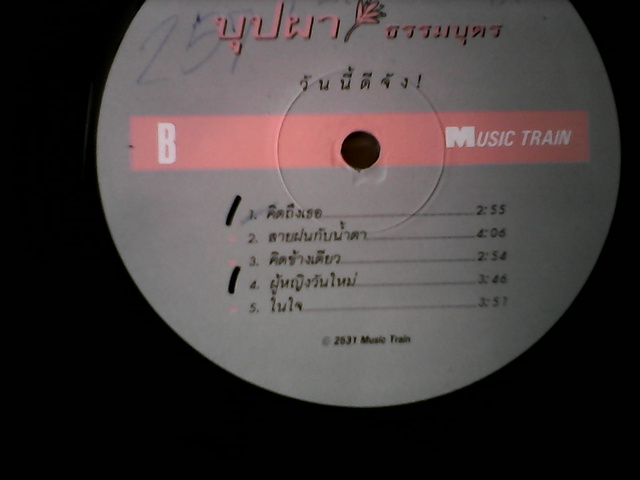 บุปผา ธรรมบุตร
วันนี้ดีจัง!
B MUSIC TRAIN
1. คิดถึงเธอ 2:55
2. สายฝนกับน้ำตา 4:06
3. คิดข้างเดียว 2:54
4. ผู้หญิงวันใหม่ 3:46
5. ในใจ 3:57
© 2531 Music Train